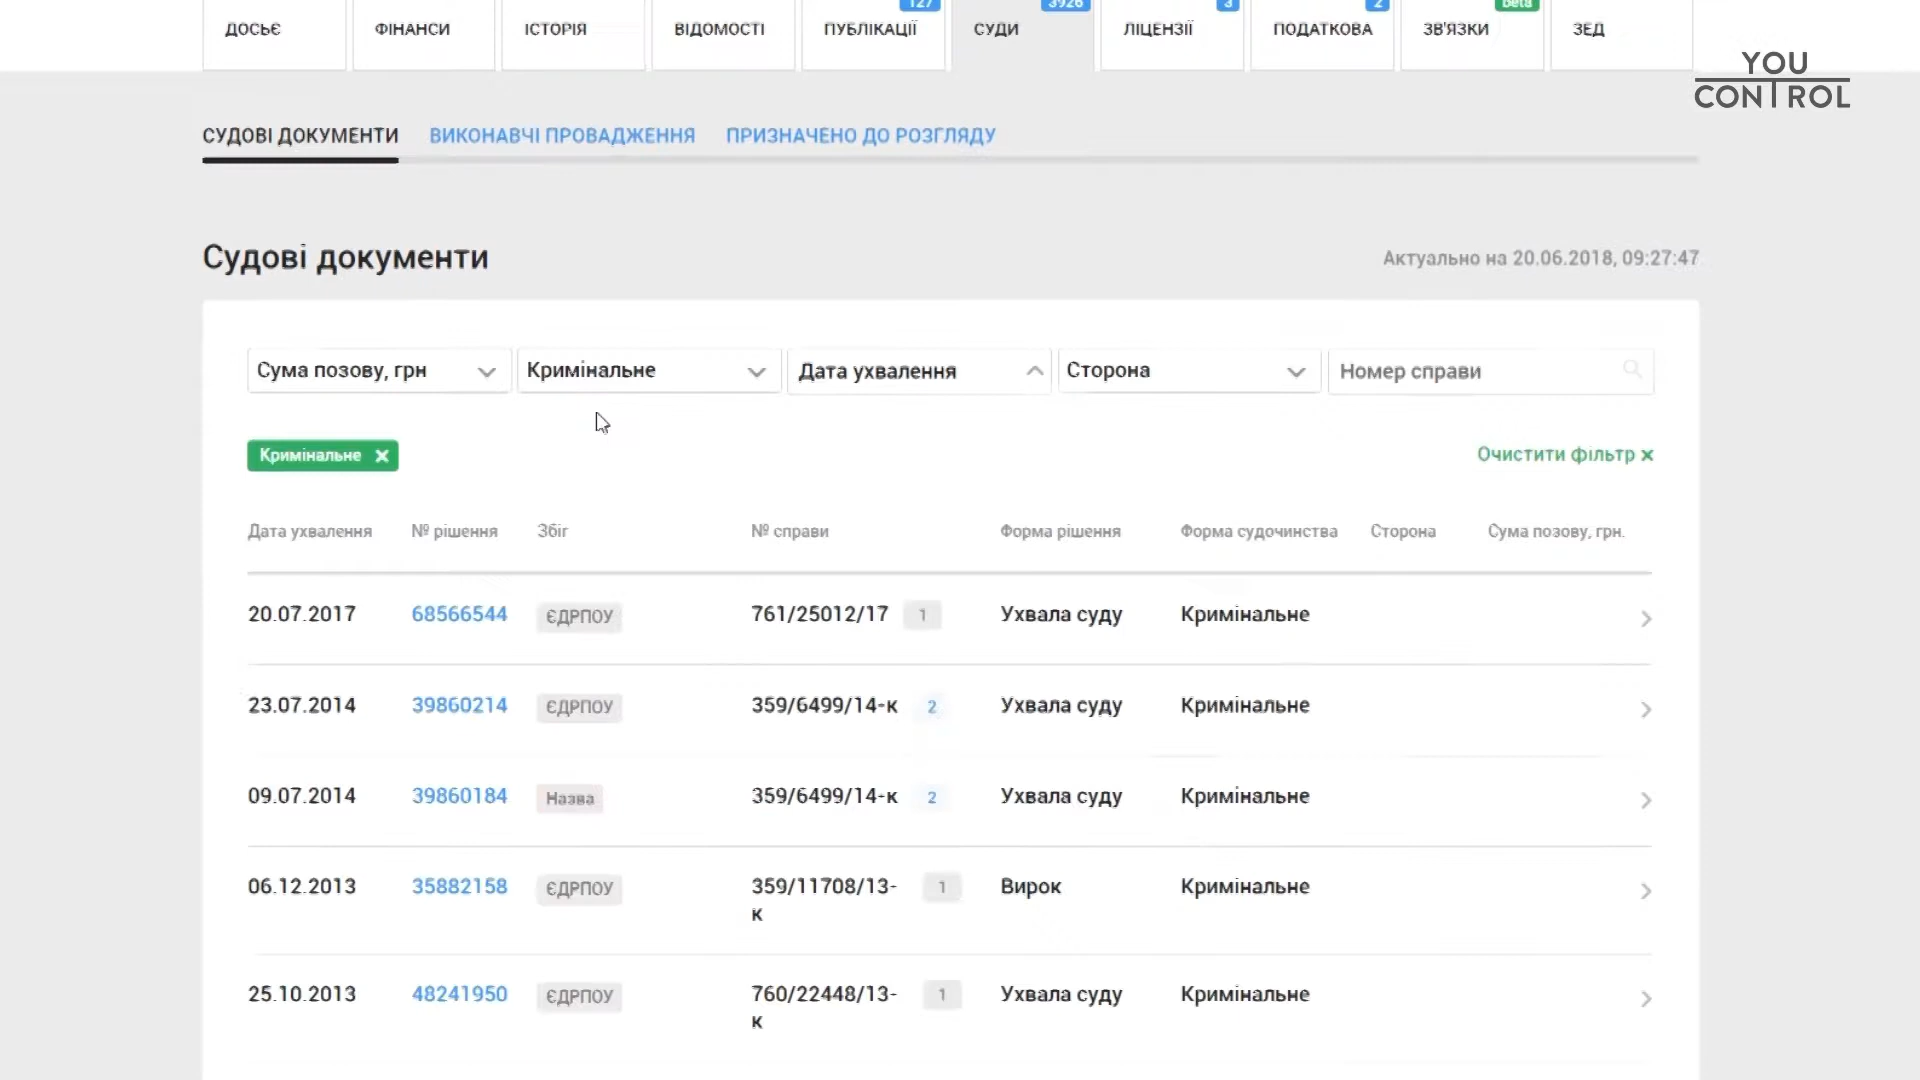 127
3926
3
2
beta
ДОСЬЄ
ФІНАНСИ
ІСТОРІЯ
ВІДОМОСТІ
ПУБЛІКАЦІЇ
СУДИ
ЛІЦЕНЗІЇ
ПОДАТКОВА
ЗВ'ЯЗКИ
ЗЕД
YOU
CONTROL
СУДОВІ ДОКУМЕНТИ
ВИКОНАВЧІ ПРОВАДЖЕННЯ
ПРИЗНАЧЕНО ДО РОЗГЛЯДУ
Судові документи
Актуально на 20.06.2018, 09:27:47
Сума позову, грн
Кримінальне
Дата ухвалення
Сторона
Номер справи
Кримінальне ×
Очистити фільтр ×
Дата ухвалення № рішення Збіг № справи Форма рішення Форма судочинства Сторона Сума позову, грн.
20.07.2017 68566544 ЄДРПОУ 761/25012/17 1 Ухвала суду Кримінальне
23.07.2014 39860214 ЄДРПОУ 359/6499/14-к 2 Ухвала суду Кримінальне
09.07.2014 39860184 Назва 359/6499/14-к 2 Ухвала суду Кримінальне
06.12.2013 35882158 ЄДРПОУ 359/11708/13- 1 Вирок Кримінальне
к
25.10.2013 48241950 ЄДРПОУ 760/22448/13- 1 Ухвала суду Кримінальне
к